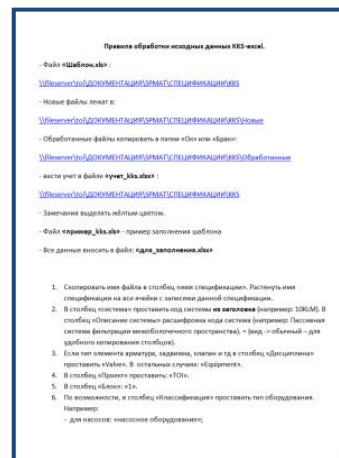 Правила обработки исходных данных KKS-excel.
- Файл «Шаблон.xls» :
\\fileserver\toi\ДОКУМЕНТАЦИЯ\SPMAT\СПЕЦИФИКАЦИИ\KKS
- Новые файлы лежат в:
\\fileserver\toi\ДОКУМЕНТАЦИЯ\SPMAT\СПЕЦИФИКАЦИИ\KKS\Новые
- Обработанные файлы копировать в папки «Ок» или «Брак»:
\\fileserver\toi\ДОКУМЕНТАЦИЯ\SPMAT\СПЕЦИФИКАЦИИ\KKS\Обработанные
- вести учет в файле «учет_kks.xlsx» :
\\fileserver\toi\ДОКУМЕНТАЦИЯ\SPMAT\СПЕЦИФИКАЦИИ\KKS
- Замечания выделять жёлтым цветом.
- Файл «пример_kks.xls» - пример заполнения шаблона
- Все данные вносить в файл: «для_заполнения.xlsx»
1. Скопировать имя файла в столбец «имя спецификации». Растянуть имя
спецификации на все ячейки с записями данной спецификации.
2. В столбец «система» проставить код системы из заголовка (например: 10KLM). В
столбец «Описание системы» расшифровка кода система (например: Пассивная
система фильтрации межоболочечного пространства). = (вид -> обычный – для
удобного копирования столбцов).
3. Если тип элемента арматура, задвижка, клапан и тд в столбец «Дисциплина»
проставить «Valve». В остальных случаях: «Equipment».
4. В столбец «Проект» проставить: «TOI».
5. В столбец «Блок»: «1».
6. По возможности, в столбец «Классификация» проставить тип оборудования.
Например:
- для насосов: «насосное оборудование»;